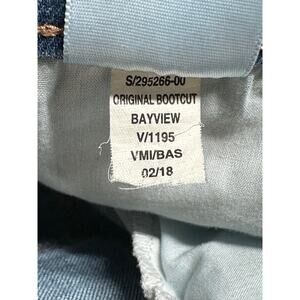 S/295266-00
ORIGINAL BOOTCUT
BAYVIEW
V/1195
VMI/BAS
02/18